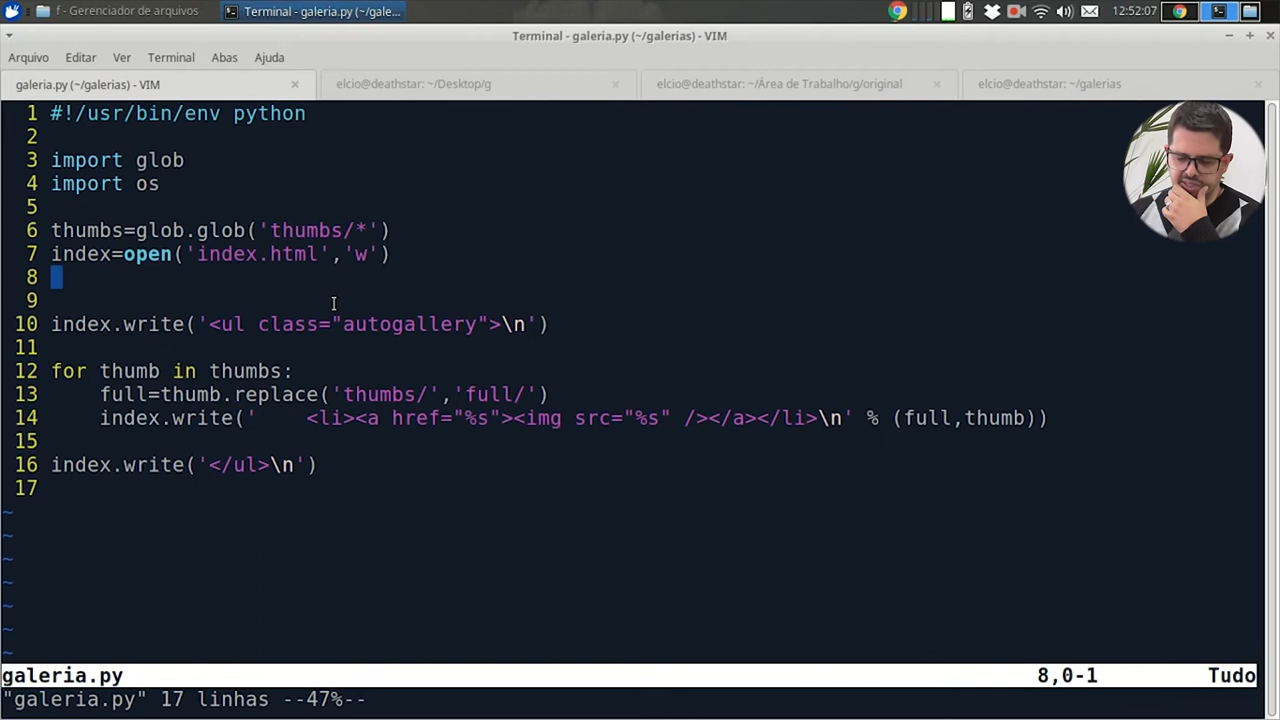 f - Gerenciador de arquivos
Terminal - galeria.py (~/gale...
12:52:07
Terminal - galeria.py (~/galerias) - VIM
Arquivo Editar Ver Terminal Abas Ajuda
galeria.py (~/galerias) - VIM
elcio@deathstar: ~/Desktop/g
elcio@deathstar: ~/Área de Trabalho/g/original
elcio@deathstar: ~/galerias
1 #!/usr/bin/env python
2
3 import glob
4 import os
5
6 thumbs=glob.glob('thumbs/*')
7 index=open('index.html','w')
8
9
10 index.write('<ul class="autogallery">\n')
11
12 for thumb in thumbs:
13     full=thumb.replace('thumbs/','full/')
14     index.write('    <li><a href="%s"><img src="%s" /></a></li>\n' % (full,thumb))
15
16 index.write('</ul>\n')
17
~
~
~
~
~
~
~
galeria.py 8,0-1 Tudo
"galeria.py" 17 linhas --47%--